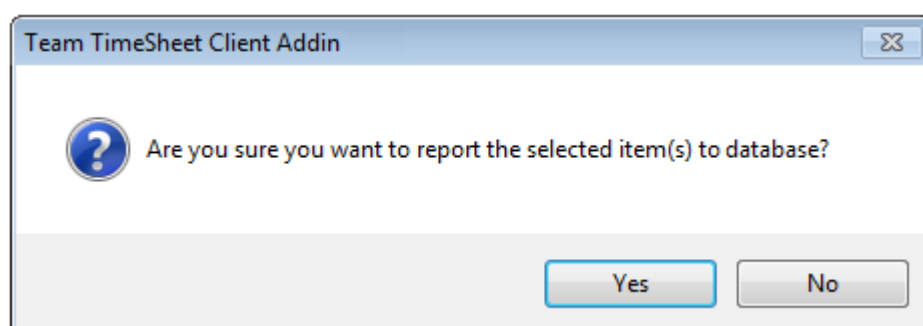 Team TimeSheet Client Addin
Are you sure you want to report the selected item(s) to database?
Yes
No